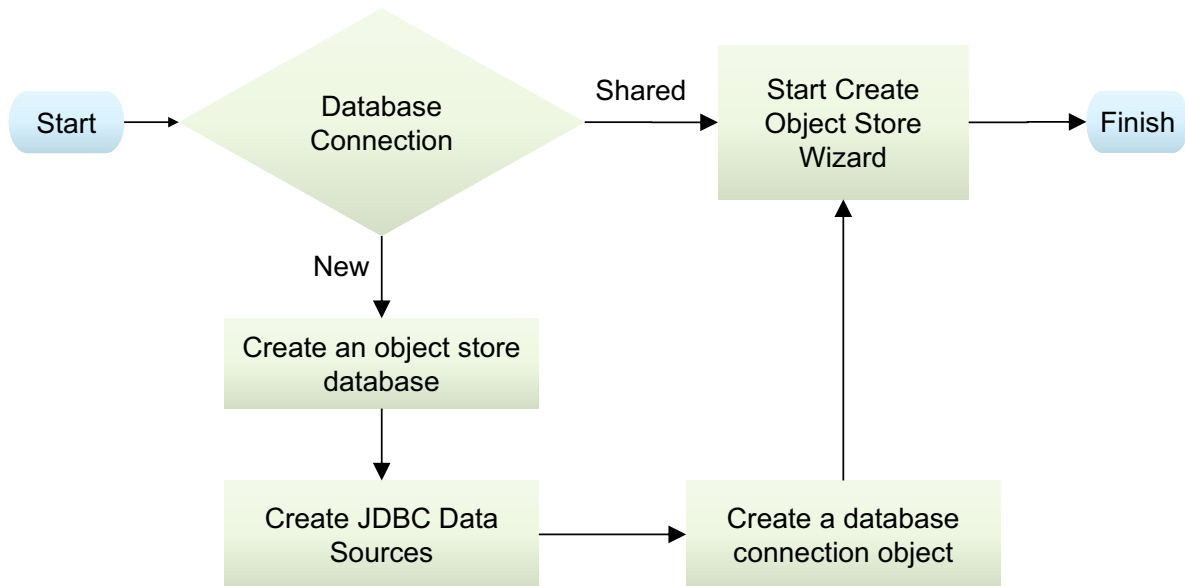 Start
Database
Connection
Shared
Start Create
Object Store
Wizard
Finish
New
Create an object store
database
Create JDBC Data
Sources
Create a database
connection object